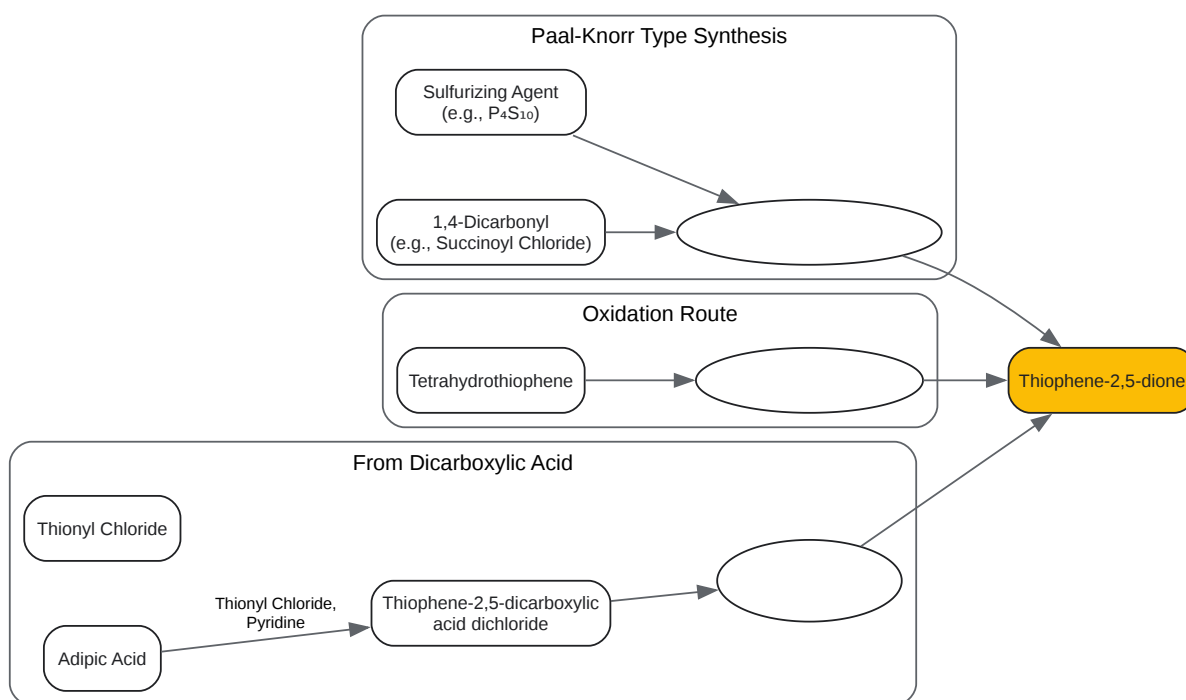 Paal-Knorr Type Synthesis
Sulfurizing Agent
(e.g., P₄S₁₀)
1,4-Dicarbonyl
(e.g., Succinoyl Chloride)
Oxidation Route
Tetrahydrothiophene
Thiophene-2,5-dione
From Dicarboxylic Acid
Thionyl Chloride
Thionyl Chloride,
Pyridine
Thiophene-2,5-dicarboxylic
acid dichloride
Adipic Acid